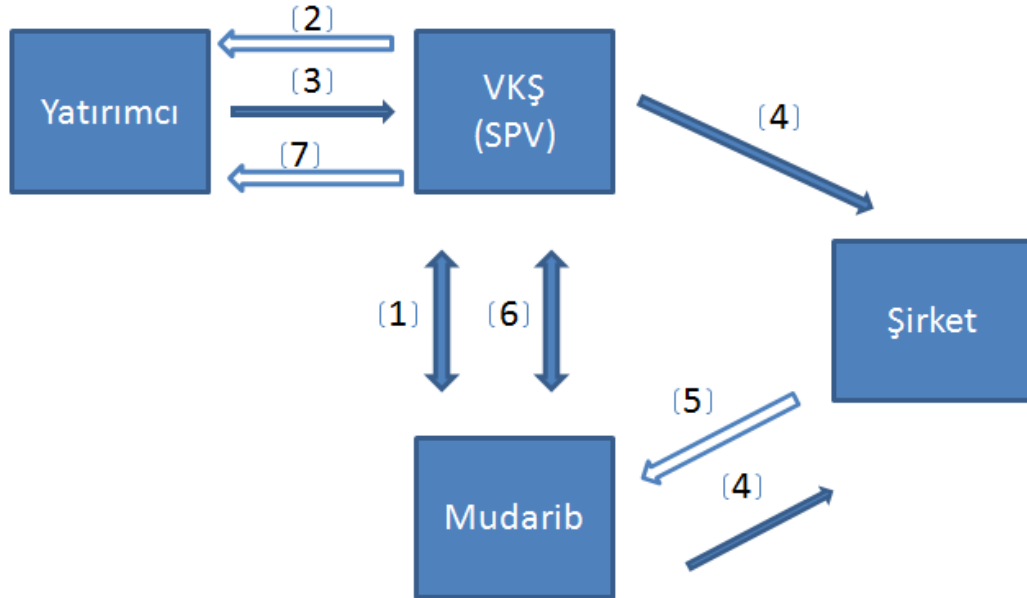 [2]
Yatırımcı
[3]
[7]
VKŞ
(SPV)
[4]
[1]
[6]
Şirket
[5]
[4]
Mudarib